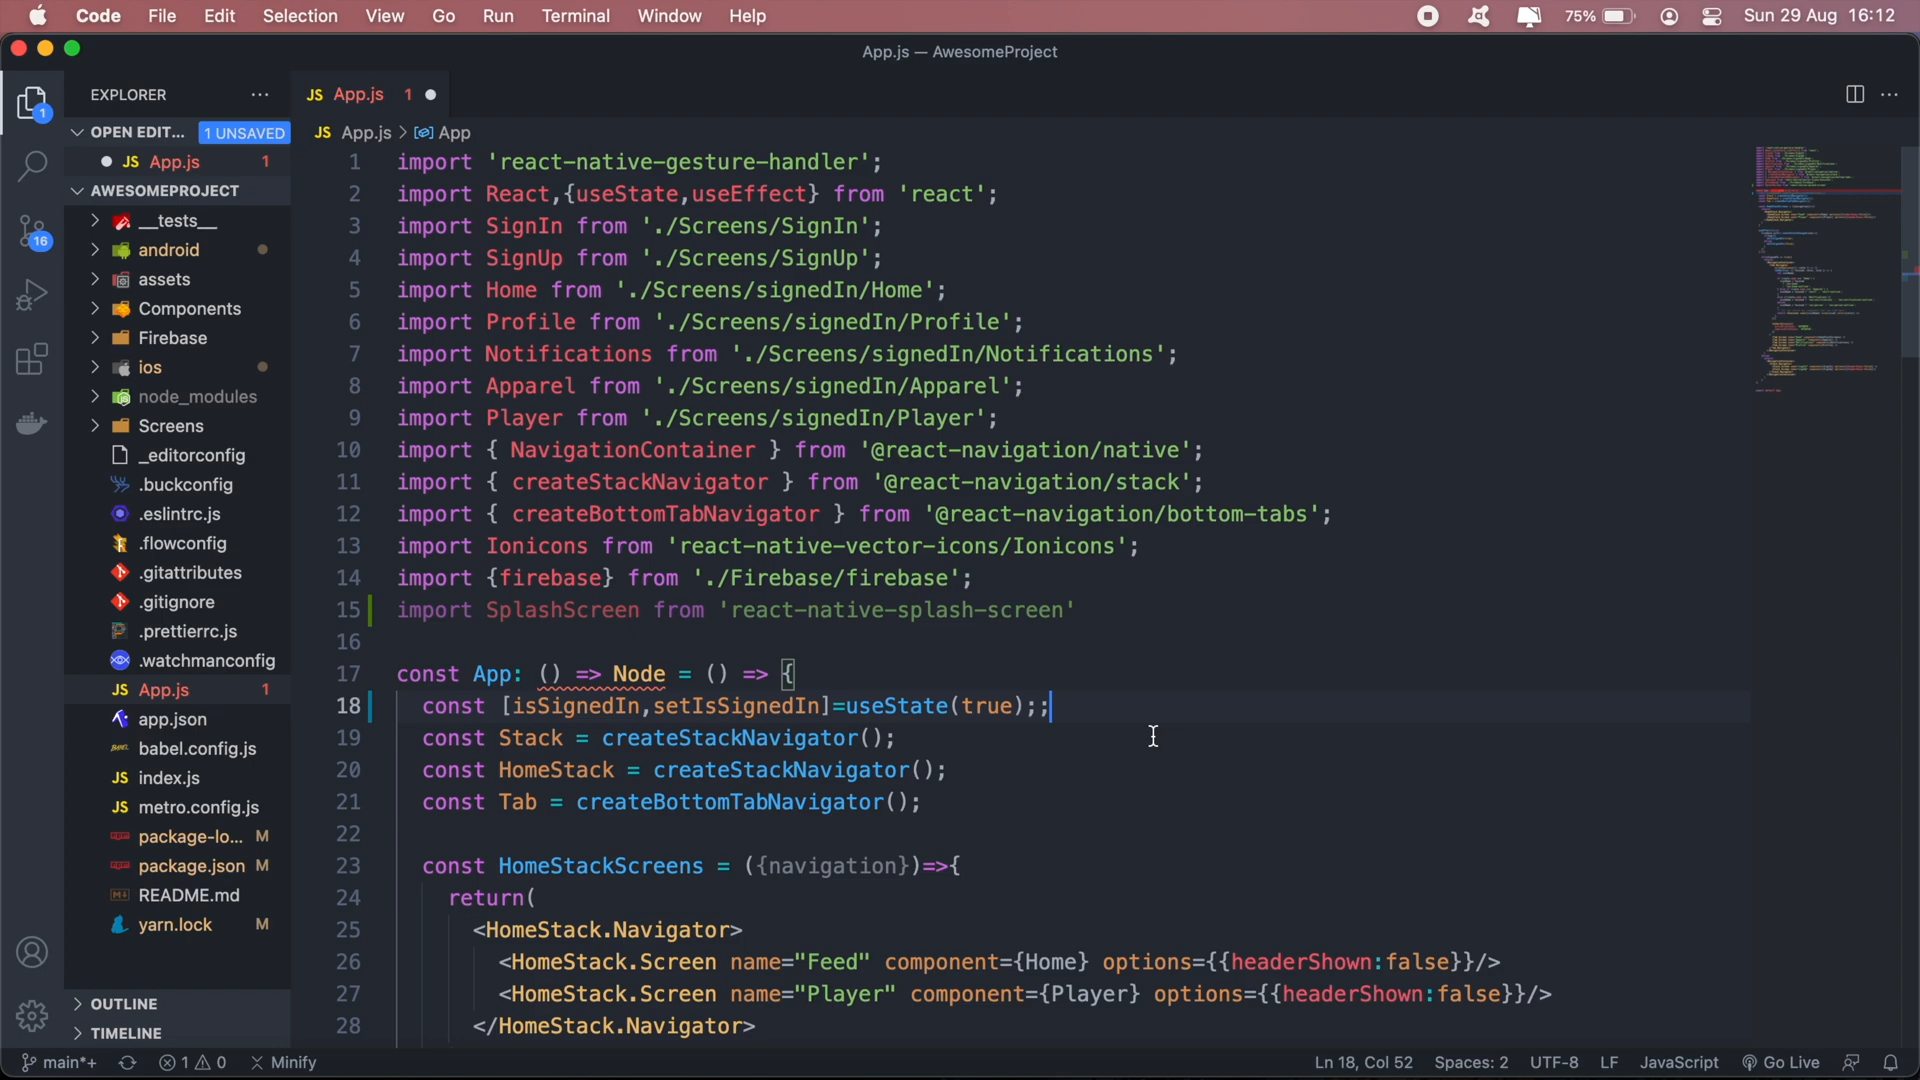 Code File Edit Selection View Go Run Terminal Window Help 75% Sun 29 Aug 16:12
App.js — AwesomeProject
EXPLORER ...
OPEN EDIT... 1 UNSAVED
JS App.js 1
AWESOMEPROJECT
__tests__
android
assets
Components
Firebase
ios
node_modules
Screens
_editorconfig
.buckconfig
.eslintrc.js
.flowconfig
.gitattributes
.gitignore
.prettierrc.js
.watchmanconfig
JS App.js 1
app.json
babel.config.js
JS index.js
JS metro.config.js
package-lo... M
package.json M
README.md
yarn.lock M
OUTLINE
TIMELINE
1
16
JS App.js 1
JS App.js > App
1 import 'react-native-gesture-handler';
2 import React,{useState,useEffect} from 'react';
3 import SignIn from './Screens/SignIn';
4 import SignUp from './Screens/SignUp';
5 import Home from './Screens/signedIn/Home';
6 import Profile from './Screens/signedIn/Profile';
7 import Notifications from './Screens/signedIn/Notifications';
8 import Apparel from './Screens/signedIn/Apparel';
9 import Player from './Screens/signedIn/Player';
10 import { NavigationContainer } from '@react-navigation/native';
11 import { createStackNavigator } from '@react-navigation/stack';
12 import { createBottomTabNavigator } from '@react-navigation/bottom-tabs';
13 import Ionicons from 'react-native-vector-icons/Ionicons';
14 import {firebase} from './Firebase/firebase';
15 import SplashScreen from 'react-native-splash-screen'
16
17 const App: () => Node = () => {
18 const [isSignedIn,setIsSignedIn]=useState(true);;
19 const Stack = createStackNavigator();
20 const HomeStack = createStackNavigator();
21 const Tab = createBottomTabNavigator();
22
23 const HomeStackScreens = ({navigation})=>{
24 return(
25 <HomeStack.Navigator>
26 <HomeStack.Screen name="Feed" component={Home} options={{headerShown:false}}/>
27 <HomeStack.Screen name="Player" component={Player} options={{headerShown:false}}/>
28 </HomeStack.Navigator>
main*+ 1 0 Minify Ln 18, Col 52 Spaces: 2 UTF-8 LF JavaScript Go Live